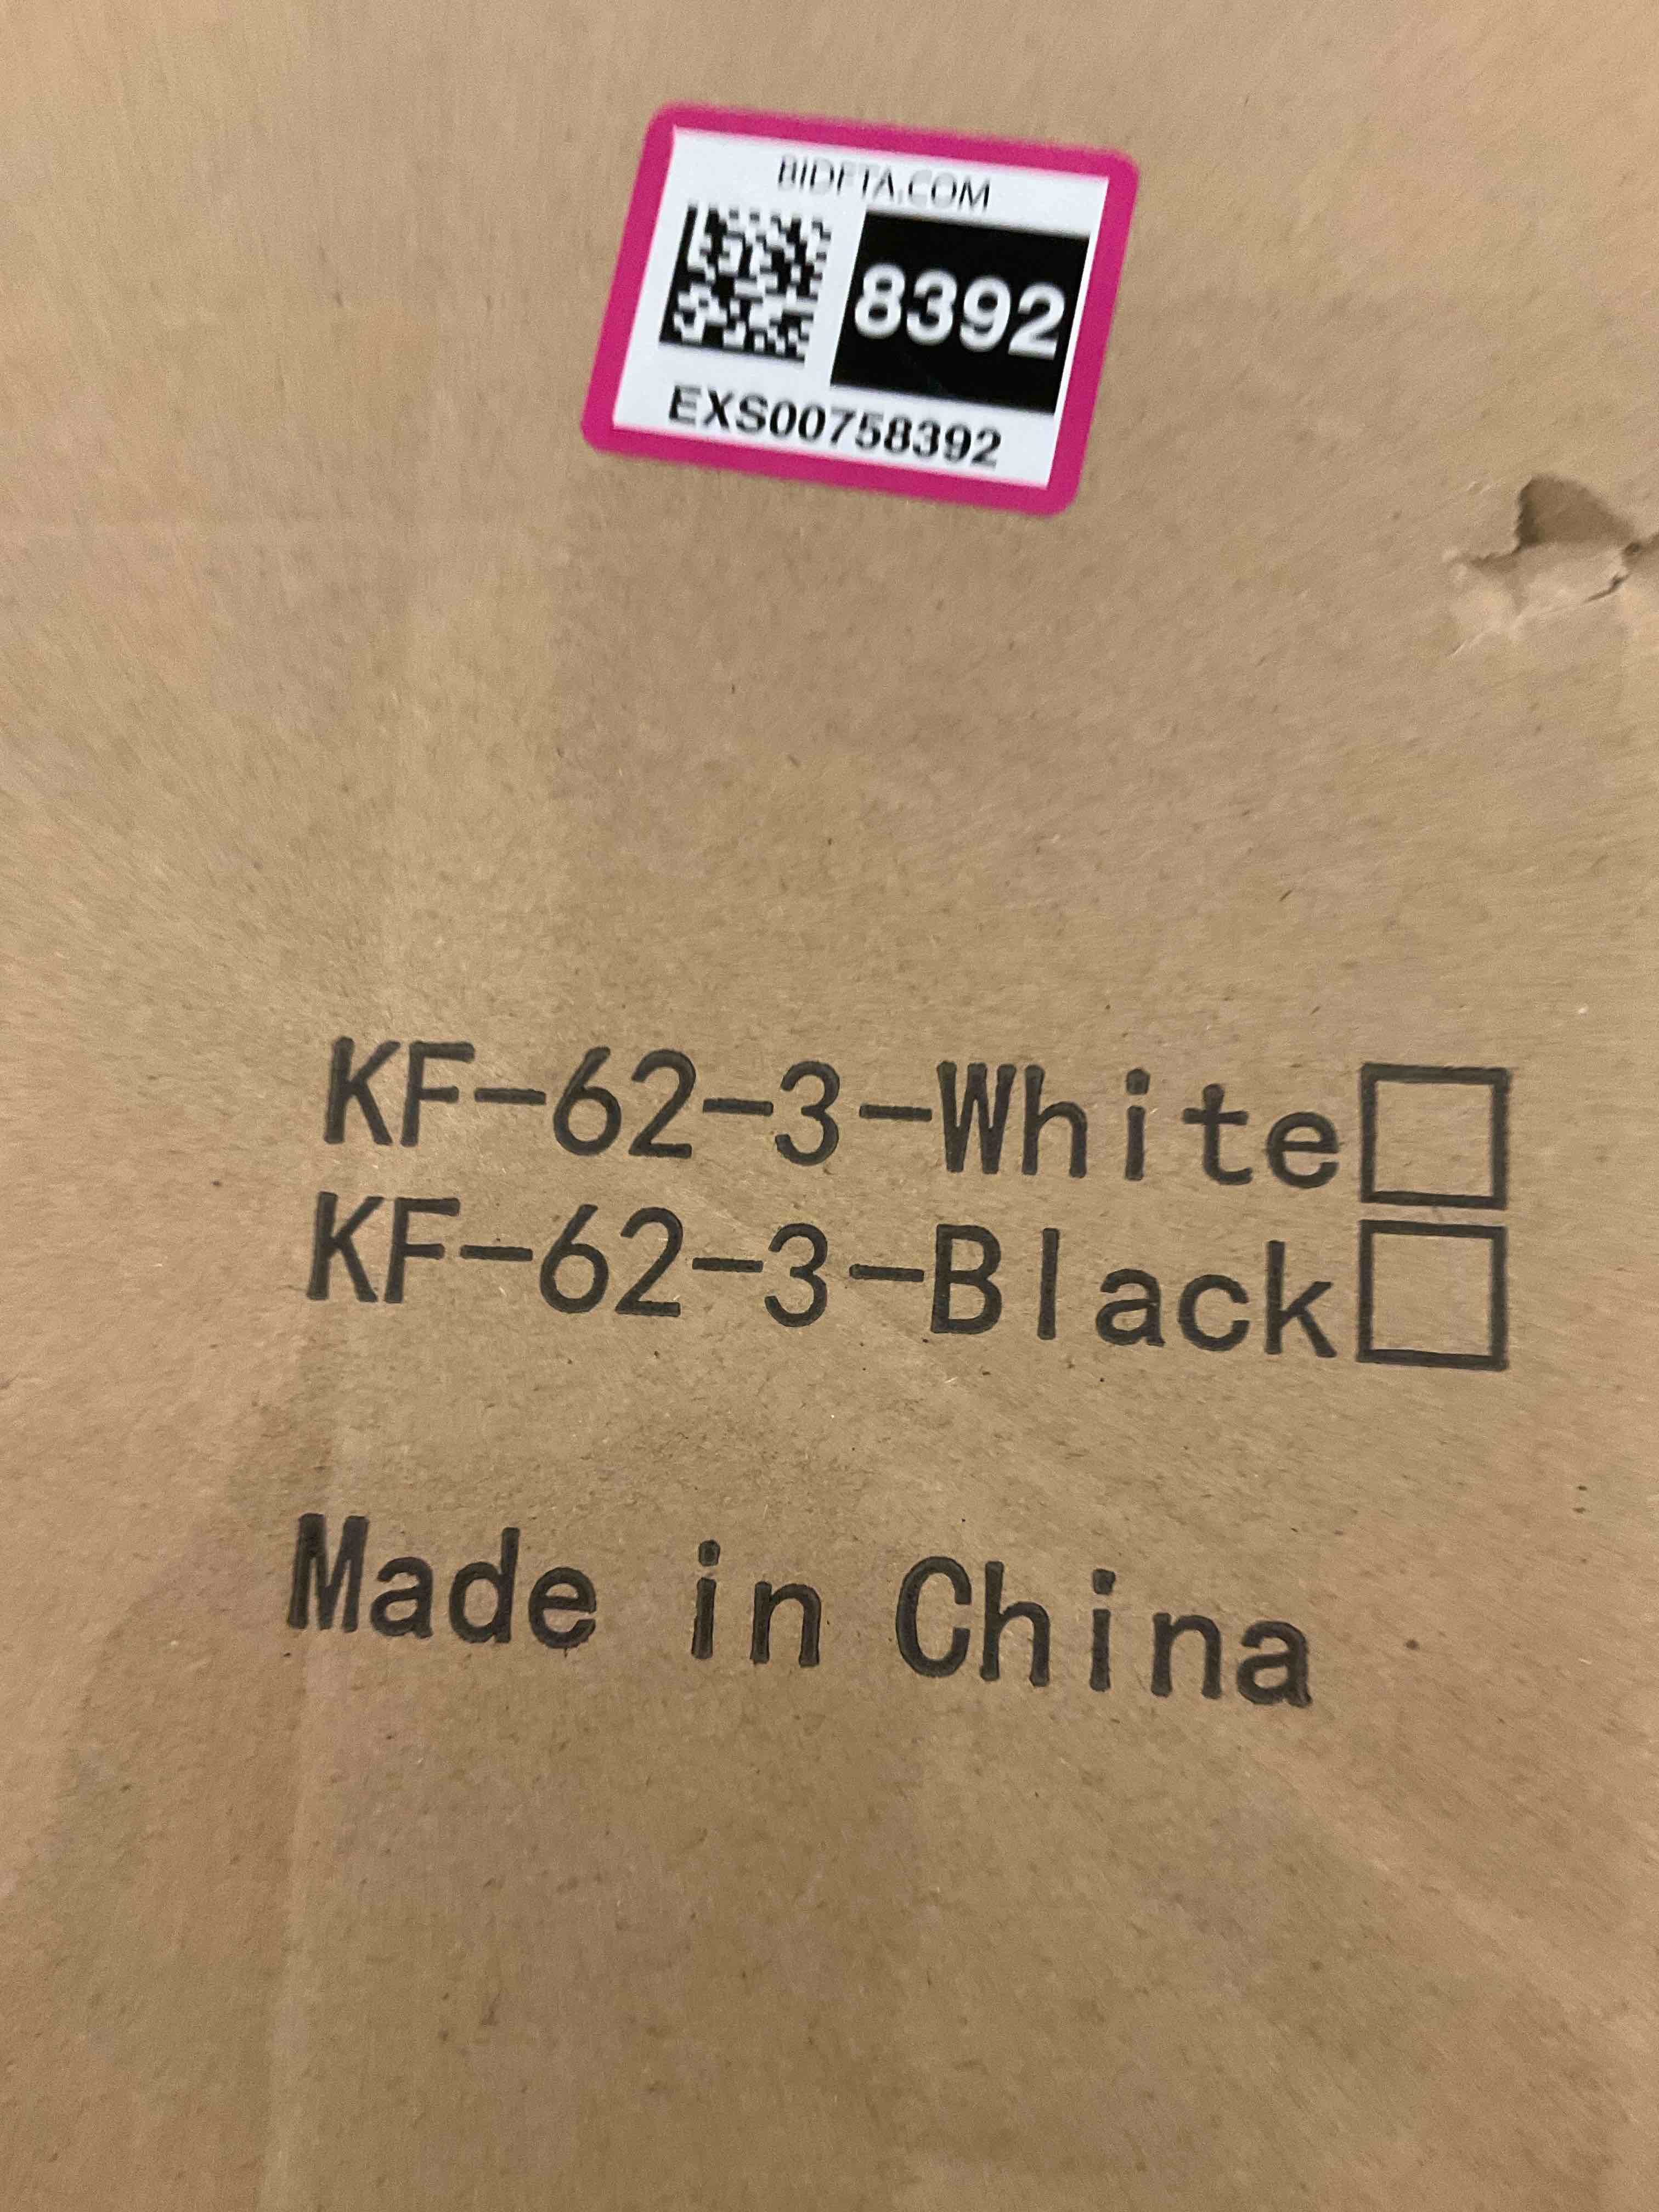 BIDFTA.COM
8392
EXS00758392
KF-62-3-White
KF-62-3-Black
Made in China